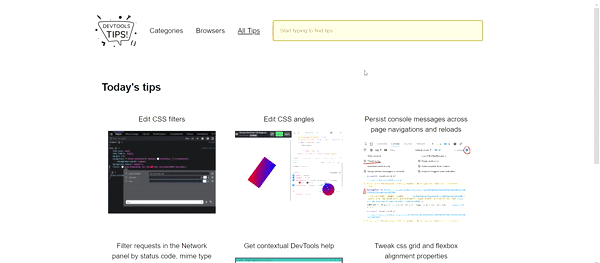 DEVTOOLS
TIPS!
Categories
Browsers
All Tips
Start typing to find tips
Today's tips
Edit CSS filters
Edit CSS angles
Persist console messages across
page navigations and reloads
Filter requests in the Network
panel by status code, mime type
Get contextual DevTools help
Tweak css grid and flexbox
alignment properties